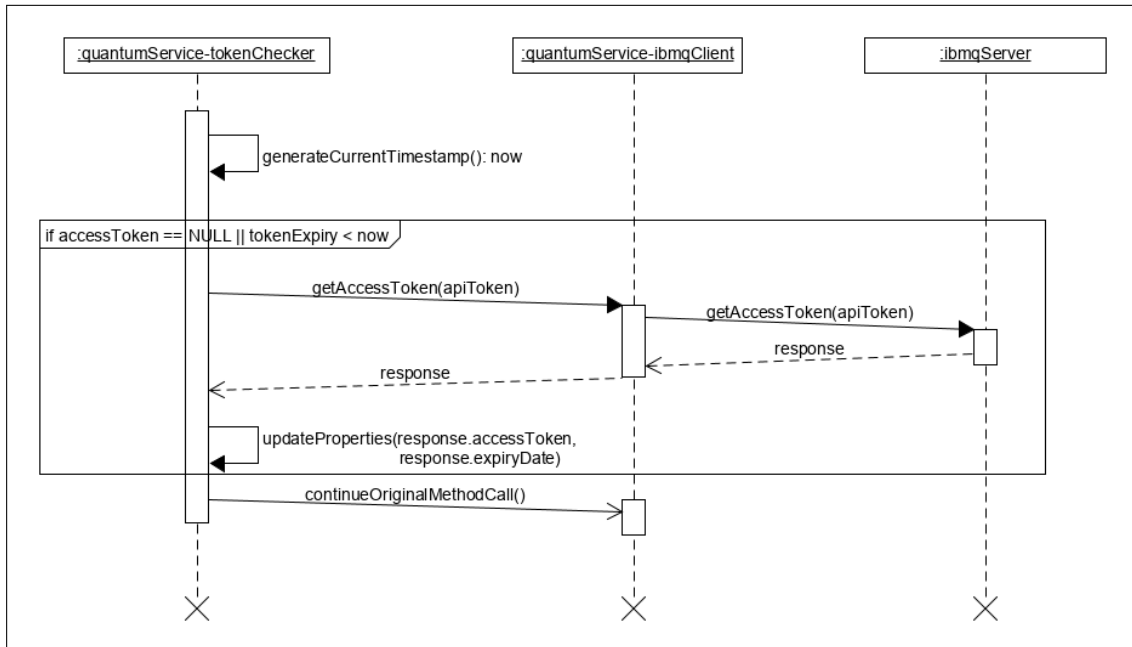 :quantumService-tokenChecker
:quantumService-ibmqClient
:ibmqServer
generateCurrentTimestamp(): now
if accessToken == NULL || tokenExpiry < now
getAccessToken(apiToken)
getAccessToken(apiToken)
response
response
updateProperties(response.accessToken,
response.expiryDate)
continueOriginalMethodCall()